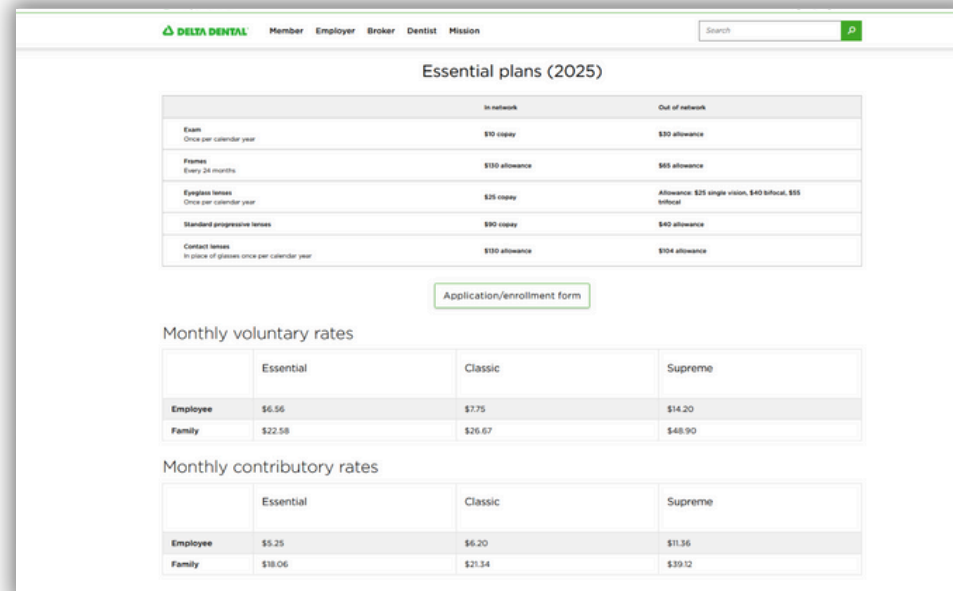 DELTA DENTAL Member Employer Broker Dentist Mission Search
Essential plans (2025)
In network Out of network
Exam
Once per calendar year
$10 copay $30 allowance
Frames
Every 24 months
$130 allowance $65 allowance
Eyeglass lenses
Once per calendar year
$25 copay
Allowance: $25 single vision, $40 bifocal, $55
trifocal
Standard progressive lenses $90 copay $40 allowance
Contact lenses
In place of glasses once per calendar year
$130 allowance $104 allowance
Application/enrollment form
Monthly voluntary rates
Essential Classic Supreme
Employee $6.56 $7.75 $14.20
Family $22.58 $26.67 $48.90
Monthly contributory rates
Essential Classic Supreme
Employee $5.25 $6.20 $11.36
Family $18.06 $21.34 $39.12